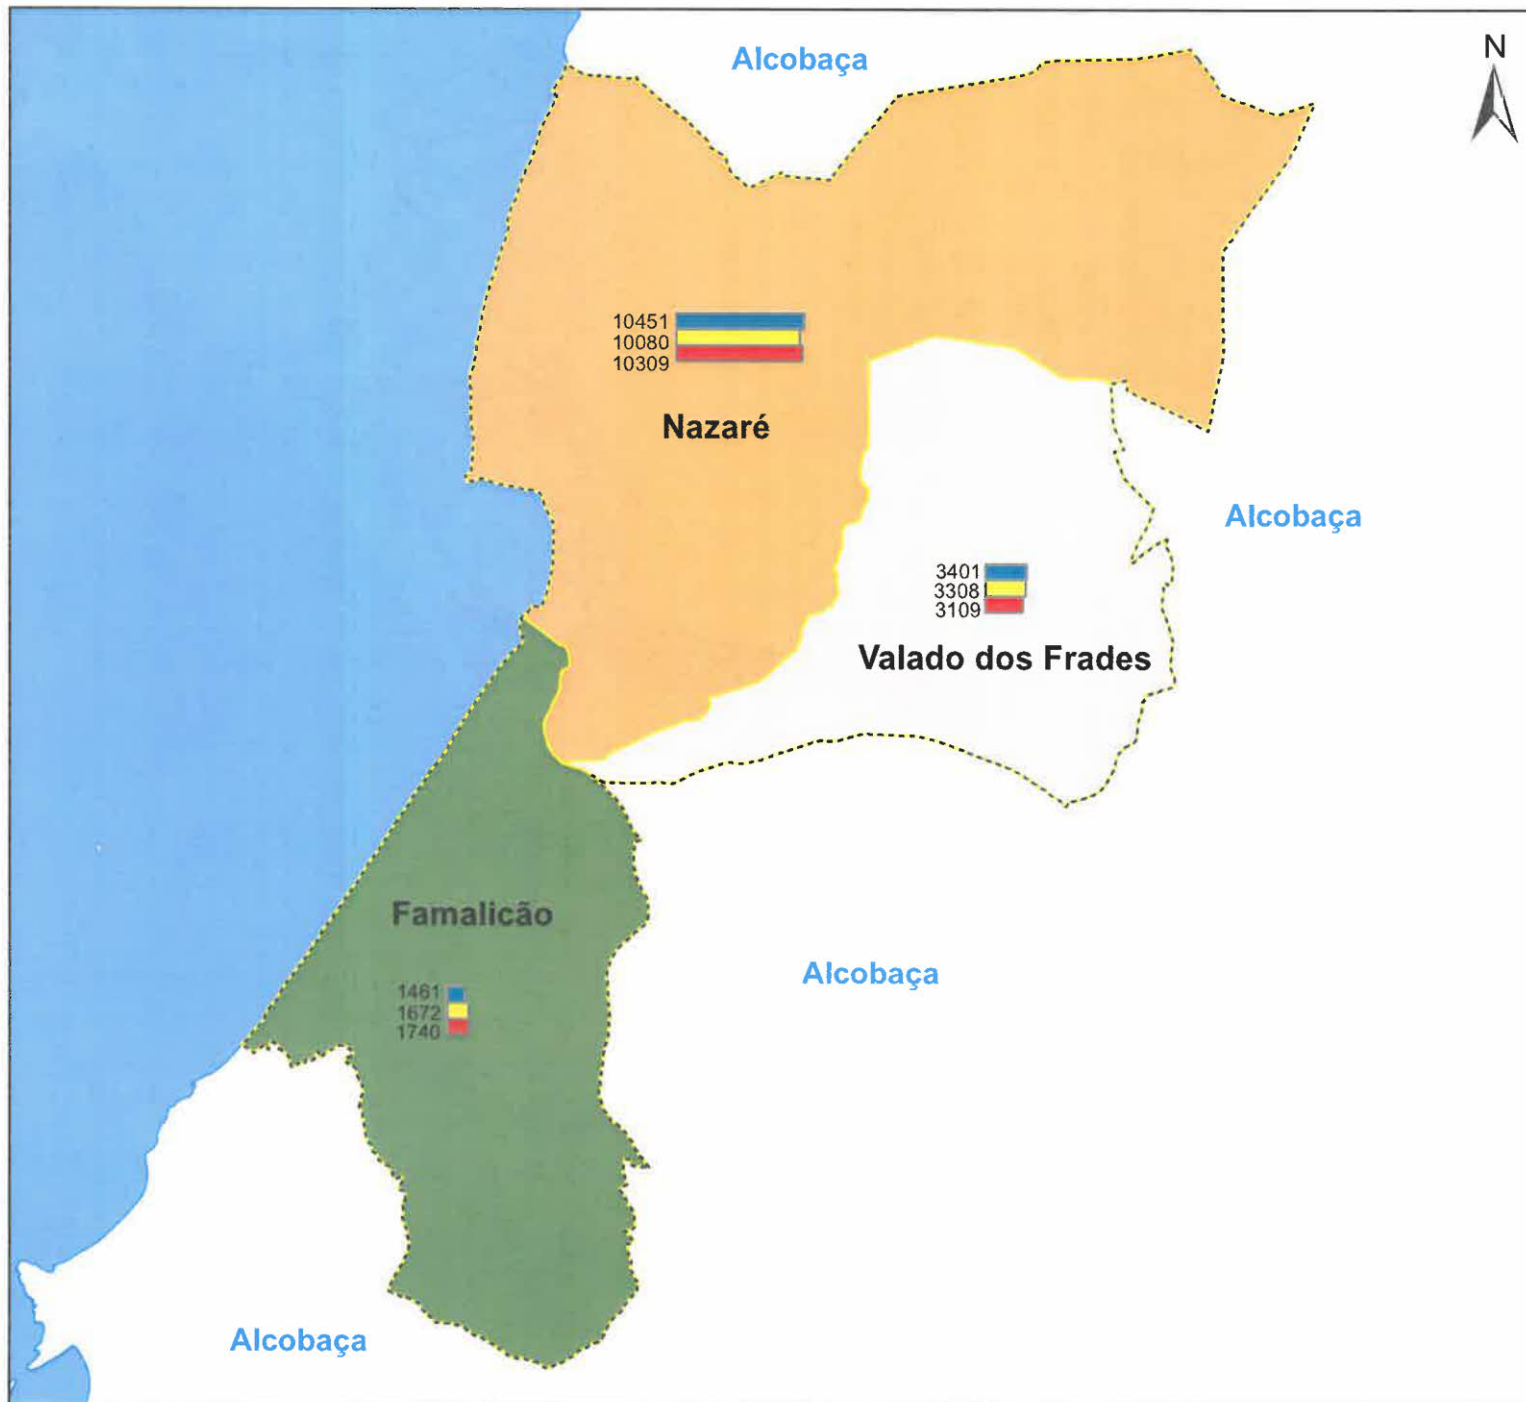 Alcobaça
N
10451
10080
10309
Nazaré
Alcobaça
3401
3308
3109
Valado dos Frades
Famalicão
Alcobaça
1461
1672
1740
Alcobaça